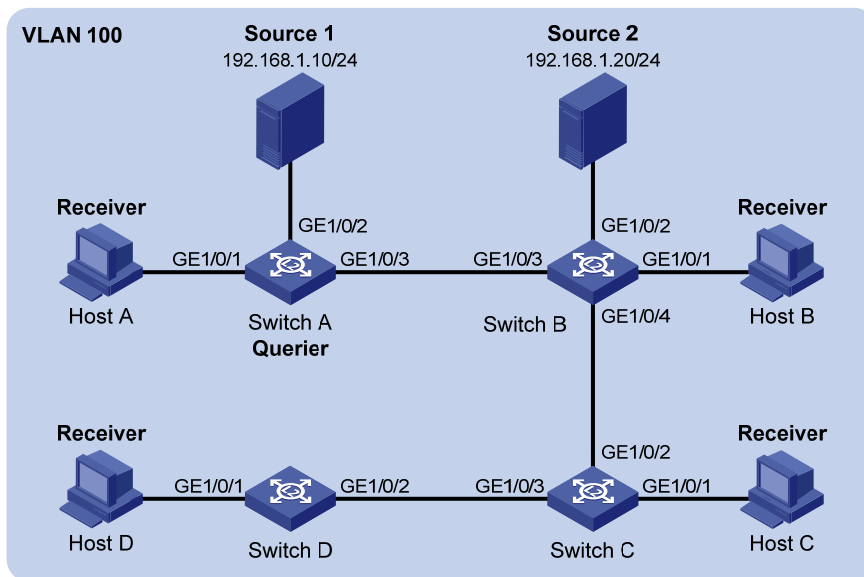 VLAN 100
Source 1
192.168.1.10/24
Source 2
192.168.1.20/24
Receiver
GE1/0/2
GE1/0/2
Receiver
GE1/0/1
GE1/0/3
GE1/0/3
GE1/0/1
Host A
Switch A
Querier
Switch B
GE1/0/4
Host B
Receiver
GE1/0/2
Receiver
GE1/0/1
GE1/0/2
GE1/0/3
GE1/0/1
Host D
Switch D
Switch C
Host C